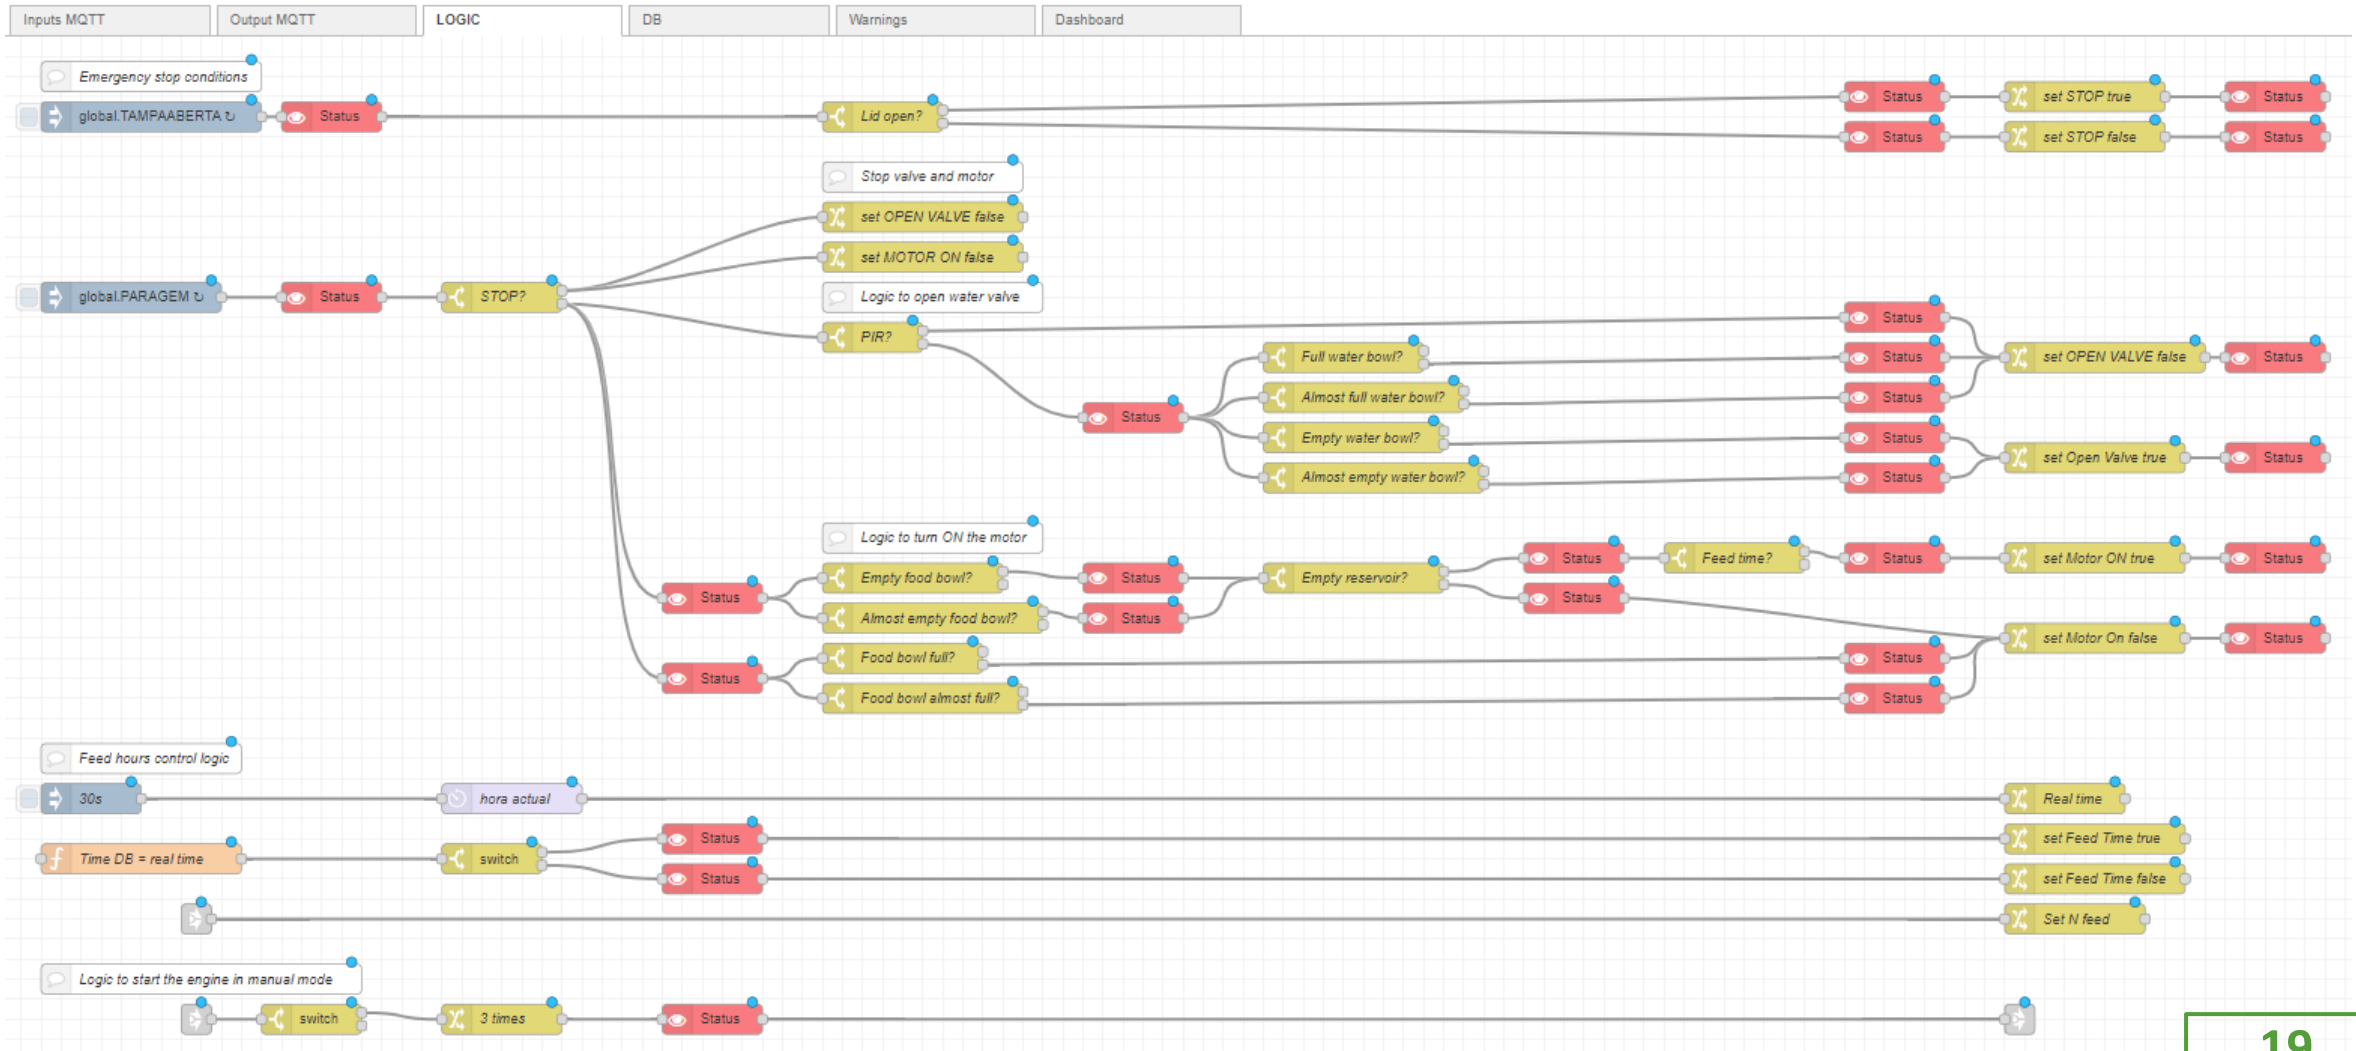 Inputs MQTT
Output MQTT
LOGIC
DB
Warnings
Dashboard
Emergency stop conditions
global.TAMPAABERTA ↻
Status
Lid open?
Status
set STOP true
Status
Status
set STOP false
Status
Stop valve and motor
set OPEN VALVE false
set MOTOR ON false
global.PARAGEM ↻
Status
STOP?
Logic to open water valve
PIR?
Status
Full water bowl?
Status
set OPEN VALVE false
Status
Almost full water bowl?
Status
Status
Empty water bowl?
Status
set Open Valve true
Status
Almost empty water bowl?
Status
Logic to turn ON the motor
Status
Empty food bowl?
Status
Empty reservoir?
Status
Feed time?
Status
set Motor ON true
Status
Status
Almost empty food bowl?
Status
set Motor On false
Status
Food bowl full?
Status
Status
Food bowl almost full?
Status
Feed hours control logic
30s
hora actual
Real time
Time DB = real time
switch
Status
set Feed Time true
Status
set Feed Time false
Set N feed
Logic to start the engine in manual mode
switch
3 times
Status
19